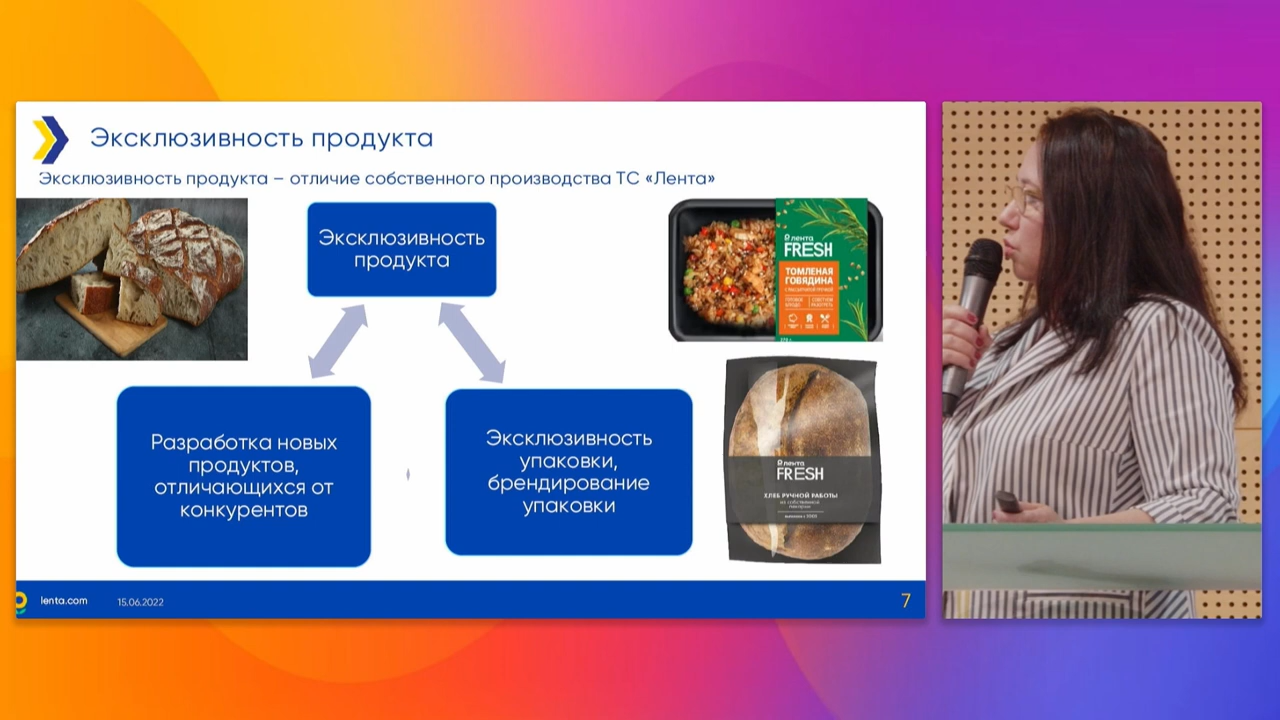 Эксклюзивность продукта
Эксклюзивность продукта – отличие собственного производства ТС «Лента»
Эксклюзивность
продукта
лента
FRESH
ТОМЛЕНАЯ
ГОВЯДИНА
Разработка новых
продуктов,
отличающихся от
конкурентов
Эксклюзивность
упаковки,
брендирование
упаковки
лента
FRESH
ХЛЕБ РУЧНОЙ РАБОТЫ
lenta.com
15.06.2022
7